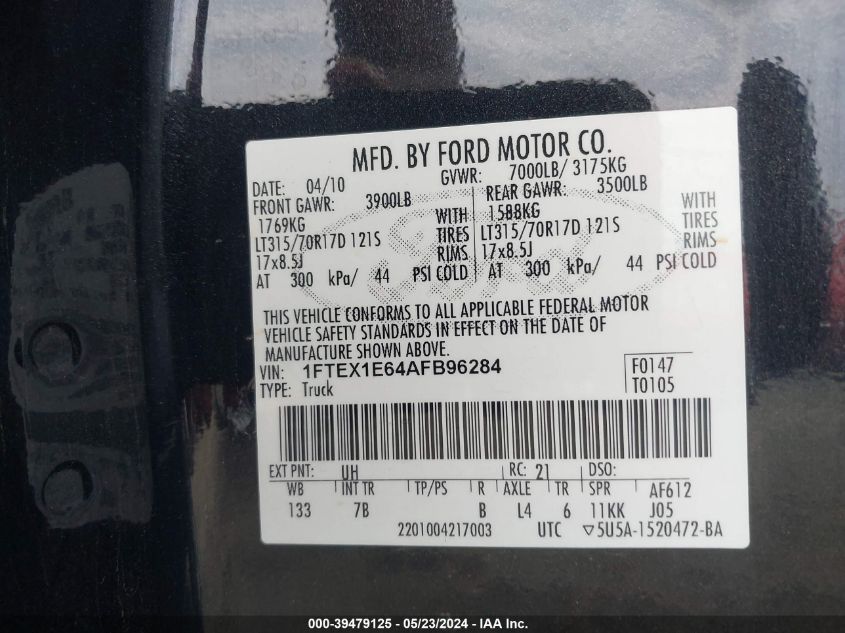 MFD. BY FORD MOTOR CO.
DATE: 04/10 GVWR: 7000LB/ 3175KG
FRONT GAWR: 3900LB REAR GAWR: 3500LB
1769KG WITH 1588KG WITH
LT315/70R17D 121S TIRES LT315/70R17D 121S TIRES
17x8.5J RIMS 17x8.5J RIMS
AT 300 kPa/ 44 PSI COLD AT 300 kPa/ 44 PSI COLD
THIS VEHICLE CONFORMS TO ALL APPLICABLE FEDERAL MOTOR
VEHICLE SAFETY STANDARDS IN EFFECT ON THE DATE OF
MANUFACTURE SHOWN ABOVE.
VIN: 1FTEX1E64AFB96284 F0147
TYPE: Truck T0105
EXT PNT: UH RC: 21 DSO:
WB INT TR TP/PS R AXLE TR SPR AF612
133 7B B L4 6 11KK J05
2201004217003 UTC ▽5U5A-1520472-BA
000-39479125 - 05/23/2024 - IAA Inc.